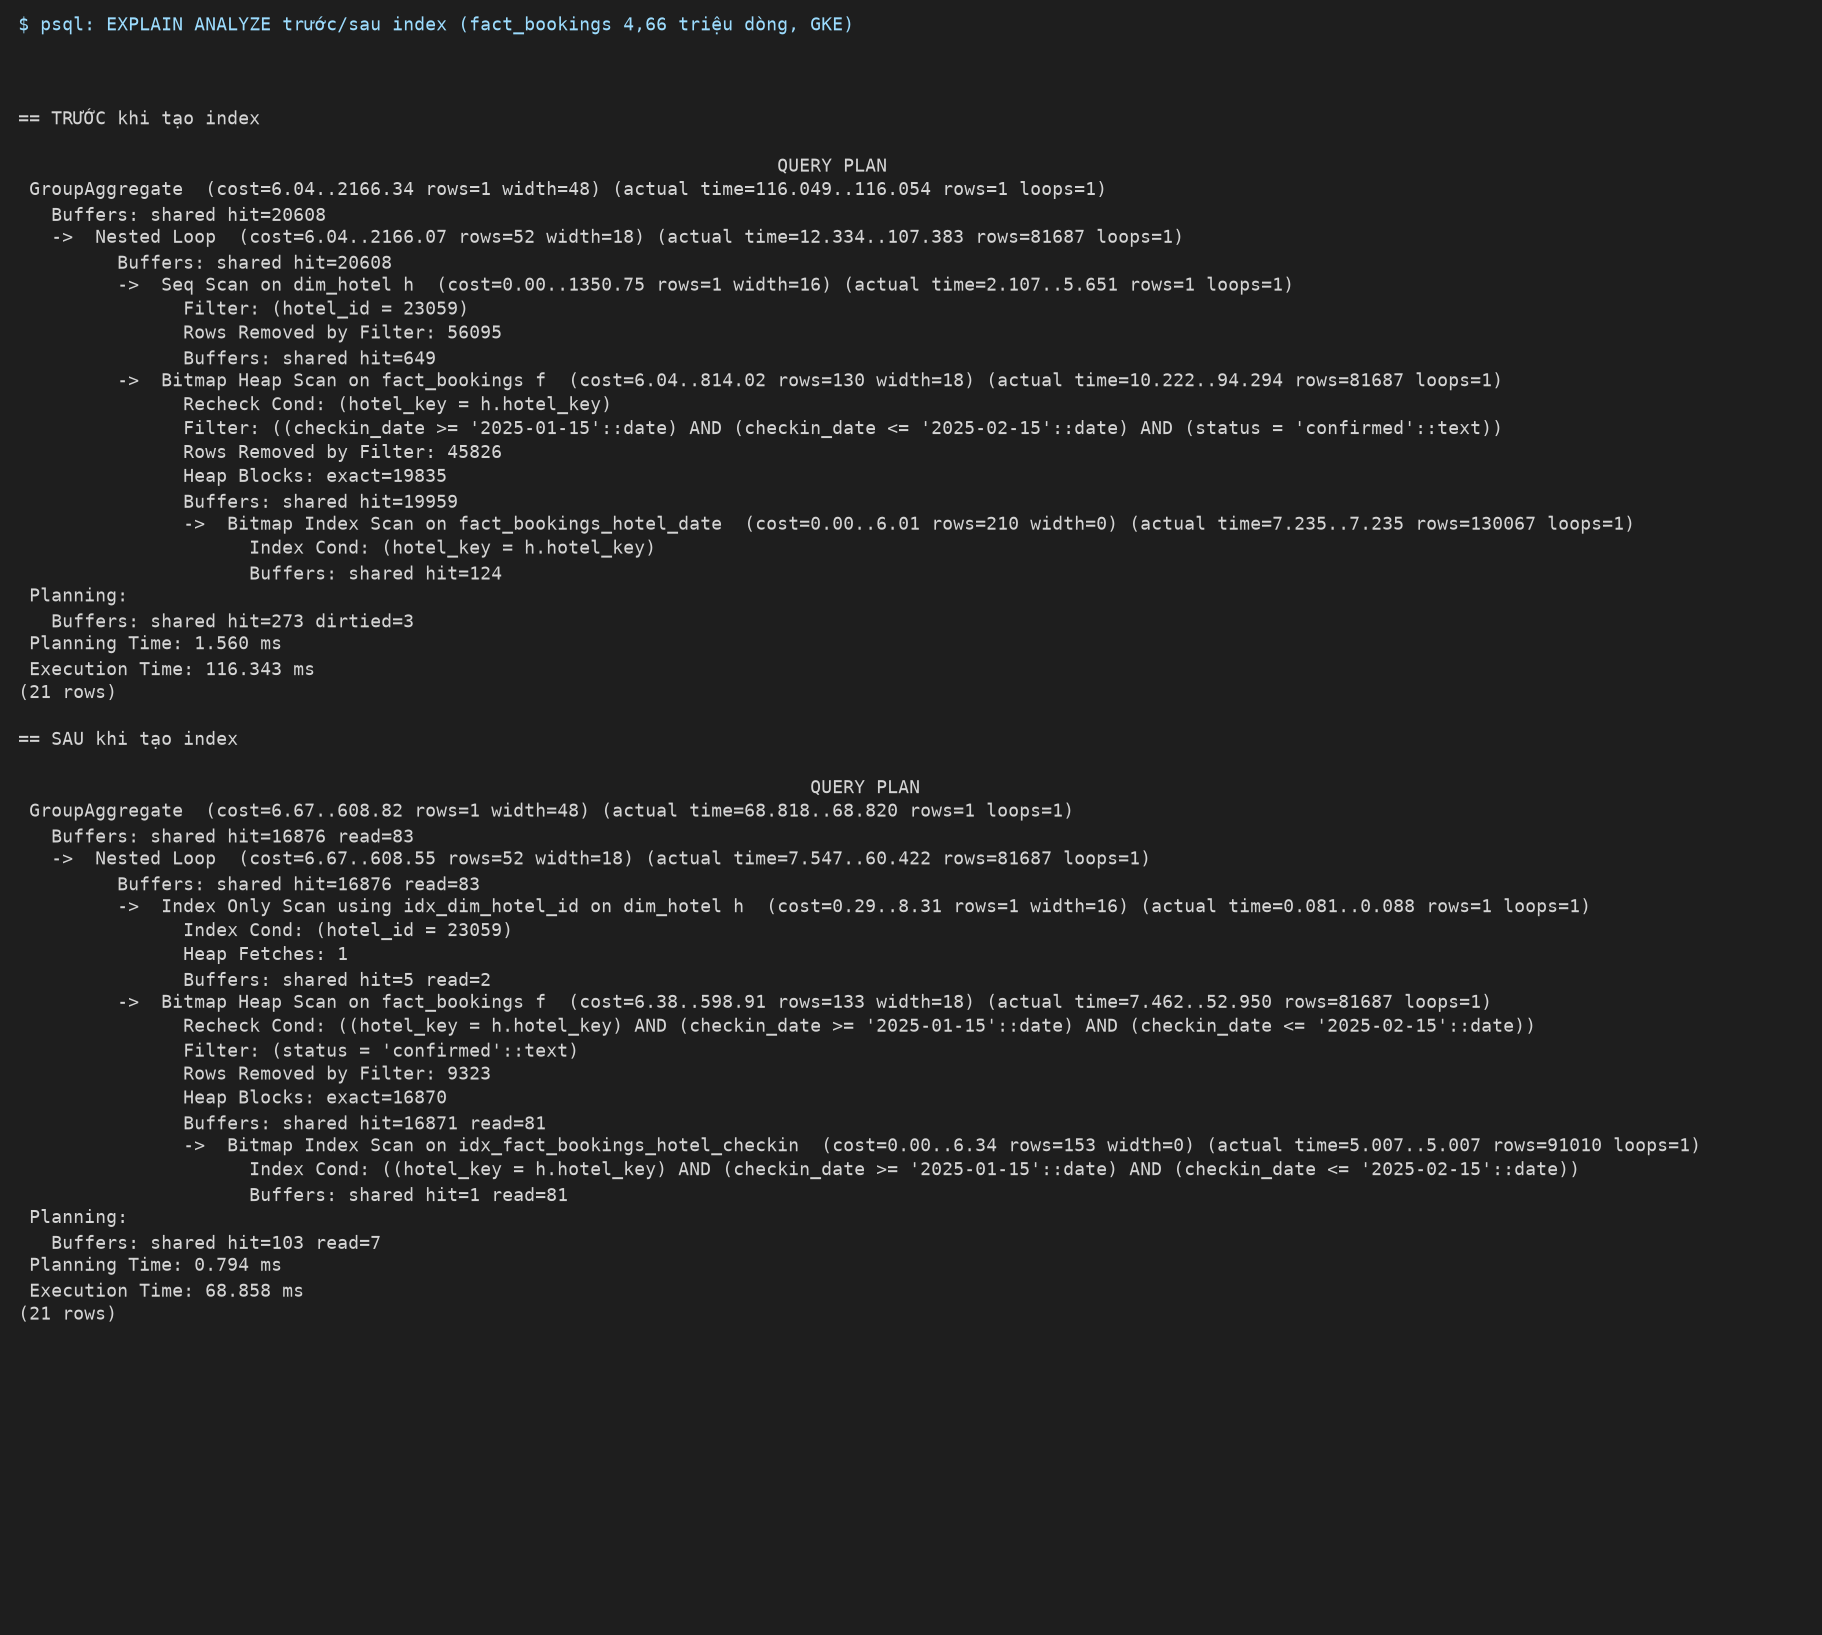 $ psql: EXPLAIN ANALYZE trước/sau index (fact_bookings 4,66 triệu dòng, GKE)
== TRƯỚC khi tạo index
QUERY PLAN
GroupAggregate  (cost=6.04..2166.34 rows=1 width=48) (actual time=116.049..116.054 rows=1 loops=1)
Buffers: shared hit=20608
->  Nested Loop  (cost=6.04..2166.07 rows=52 width=18) (actual time=12.334..107.383 rows=81687 loops=1)
Buffers: shared hit=20608
->  Seq Scan on dim_hotel h  (cost=0.00..1350.75 rows=1 width=16) (actual time=2.107..5.651 rows=1 loops=1)
Filter: (hotel_id = 23059)
Rows Removed by Filter: 56095
Buffers: shared hit=649
->  Bitmap Heap Scan on fact_bookings f  (cost=6.04..814.02 rows=130 width=18) (actual time=10.222..94.294 rows=81687 loops=1)
Recheck Cond: (hotel_key = h.hotel_key)
Filter: ((checkin_date >= '2025-01-15'::date) AND (checkin_date <= '2025-02-15'::date) AND (status = 'confirmed'::text))
Rows Removed by Filter: 45826
Heap Blocks: exact=19835
Buffers: shared hit=19959
->  Bitmap Index Scan on fact_bookings_hotel_date  (cost=0.00..6.01 rows=210 width=0) (actual time=7.235..7.235 rows=130067 loops=1)
Index Cond: (hotel_key = h.hotel_key)
Buffers: shared hit=124
Planning:
Buffers: shared hit=273 dirtied=3
Planning Time: 1.560 ms
Execution Time: 116.343 ms
(21 rows)
== SAU khi tạo index
QUERY PLAN
GroupAggregate  (cost=6.67..608.82 rows=1 width=48) (actual time=68.818..68.820 rows=1 loops=1)
Buffers: shared hit=16876 read=83
->  Nested Loop  (cost=6.67..608.55 rows=52 width=18) (actual time=7.547..60.422 rows=81687 loops=1)
Buffers: shared hit=16876 read=83
->  Index Only Scan using idx_dim_hotel_id on dim_hotel h  (cost=0.29..8.31 rows=1 width=16) (actual time=0.081..0.088 rows=1 loops=1)
Index Cond: (hotel_id = 23059)
Heap Fetches: 1
Buffers: shared hit=5 read=2
->  Bitmap Heap Scan on fact_bookings f  (cost=6.38..598.91 rows=133 width=18) (actual time=7.462..52.950 rows=81687 loops=1)
Recheck Cond: ((hotel_key = h.hotel_key) AND (checkin_date >= '2025-01-15'::date) AND (checkin_date <= '2025-02-15'::date))
Filter: (status = 'confirmed'::text)
Rows Removed by Filter: 9323
Heap Blocks: exact=16870
Buffers: shared hit=16871 read=81
->  Bitmap Index Scan on idx_fact_bookings_hotel_checkin  (cost=0.00..6.34 rows=153 width=0) (actual time=5.007..5.007 rows=91010 loops=1)
Index Cond: ((hotel_key = h.hotel_key) AND (checkin_date >= '2025-01-15'::date) AND (checkin_date <= '2025-02-15'::date))
Buffers: shared hit=1 read=81
Planning:
Buffers: shared hit=103 read=7
Planning Time: 0.794 ms
Execution Time: 68.858 ms
(21 rows)